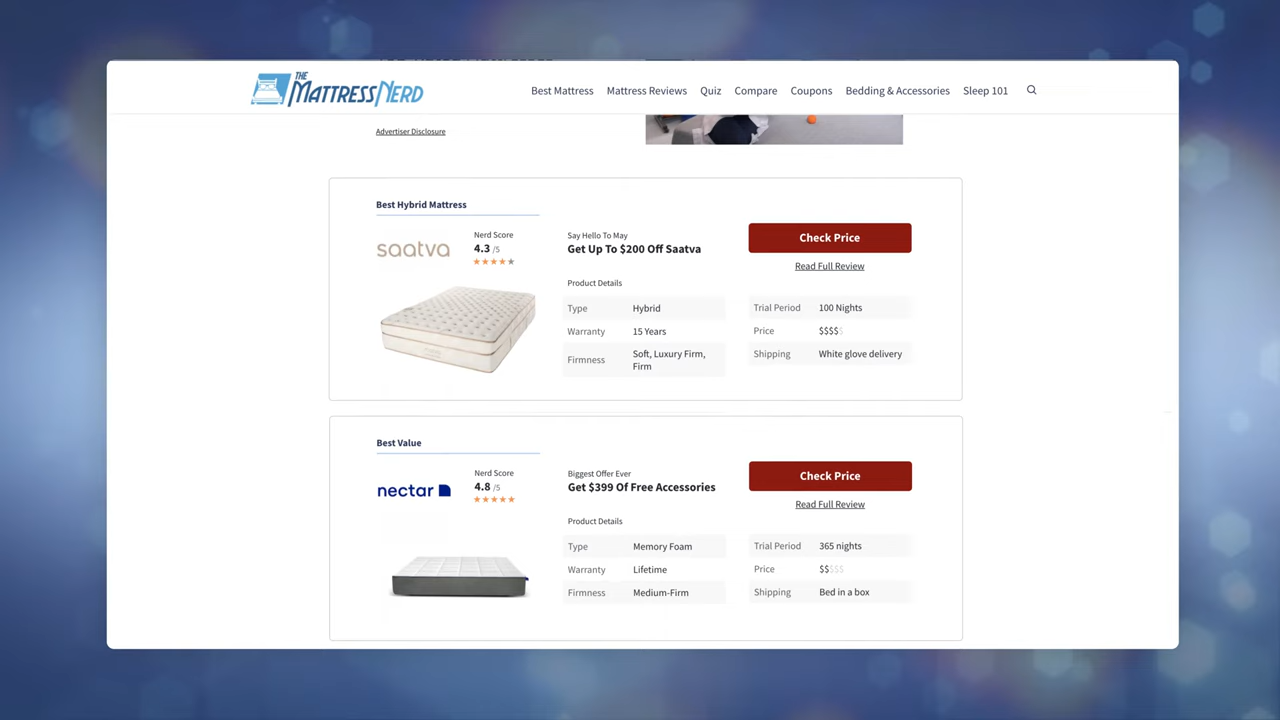 THE
MATTRESSNERD
Best Mattress
Mattress Reviews
Quiz
Compare
Coupons
Bedding & Accessories
Sleep 101
Advertiser Disclosure
Best Hybrid Mattress
saatva
Nerd Score
4.3 /5
Say Hello To May
Get Up To $200 Off Saatva
Product Details
Type Hybrid
Warranty 15 Years
Firmness Soft, Luxury Firm,
Firm
Check Price
Read Full Review
Trial Period 100 Nights
Price $$$$$
Shipping White glove delivery
Best Value
nectar
Nerd Score
4.8 /5
Biggest Offer Ever
Get $399 Of Free Accessories
Product Details
Type Memory Foam
Warranty Lifetime
Firmness Medium-Firm
Check Price
Read Full Review
Trial Period 365 nights
Price $$$$$
Shipping Bed in a box